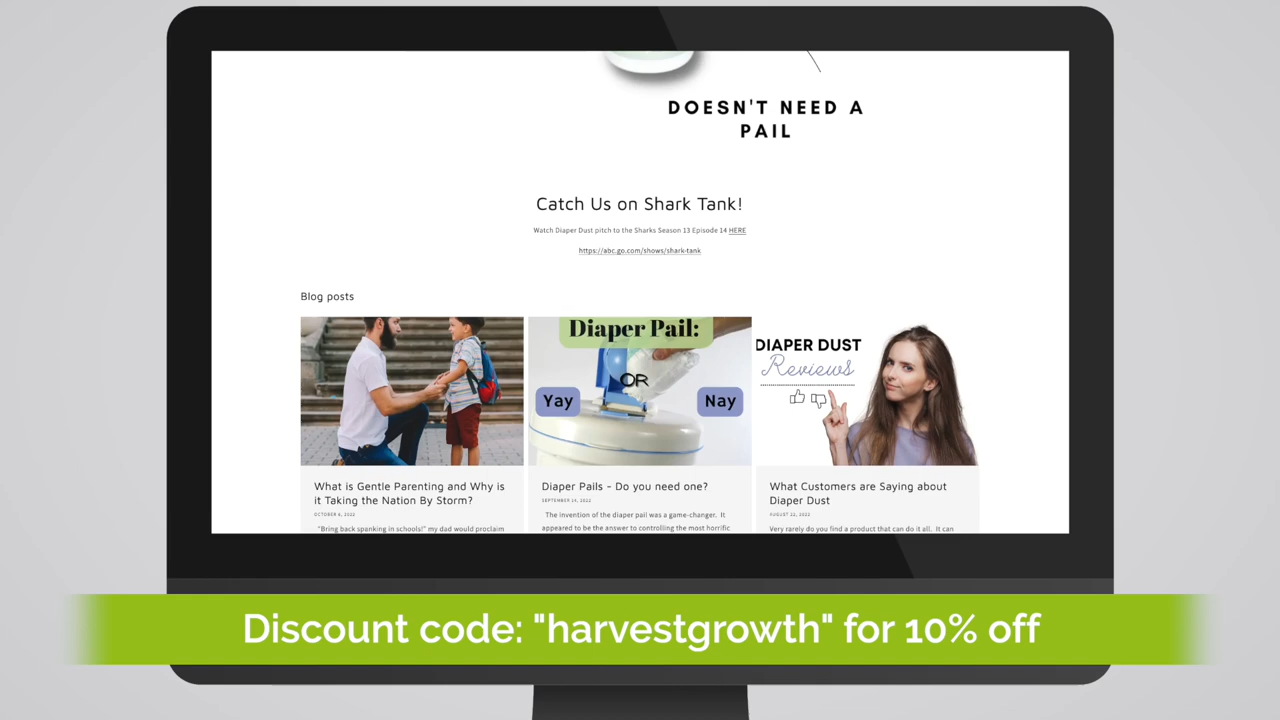 DOESN'T NEED A
PAIL
Catch Us on Shark Tank!
Watch Diaper Dust pitch to the Sharks Season 13 Episode 14 HERE
https://abc.go.com/shows/shark-tank
Blog posts
What is Gentle Parenting and Why is
it Taking the Nation By Storm?
OCTOBER 6, 2022
"Bring back spanking in schools!" my dad would proclaim
Diaper Pail:
OR
Yay
Nay
Diaper Pails - Do you need one?
SEPTEMBER 14, 2022
The invention of the diaper pail was a game-changer. It
appeared to be the answer to controlling the most horrific
DIAPER DUST
Reviews
What Customers are Saying about
Diaper Dust
AUGUST 22, 2022
Very rarely do you find a product that can do it all. It can
Discount code: "harvestgrowth" for 10% off